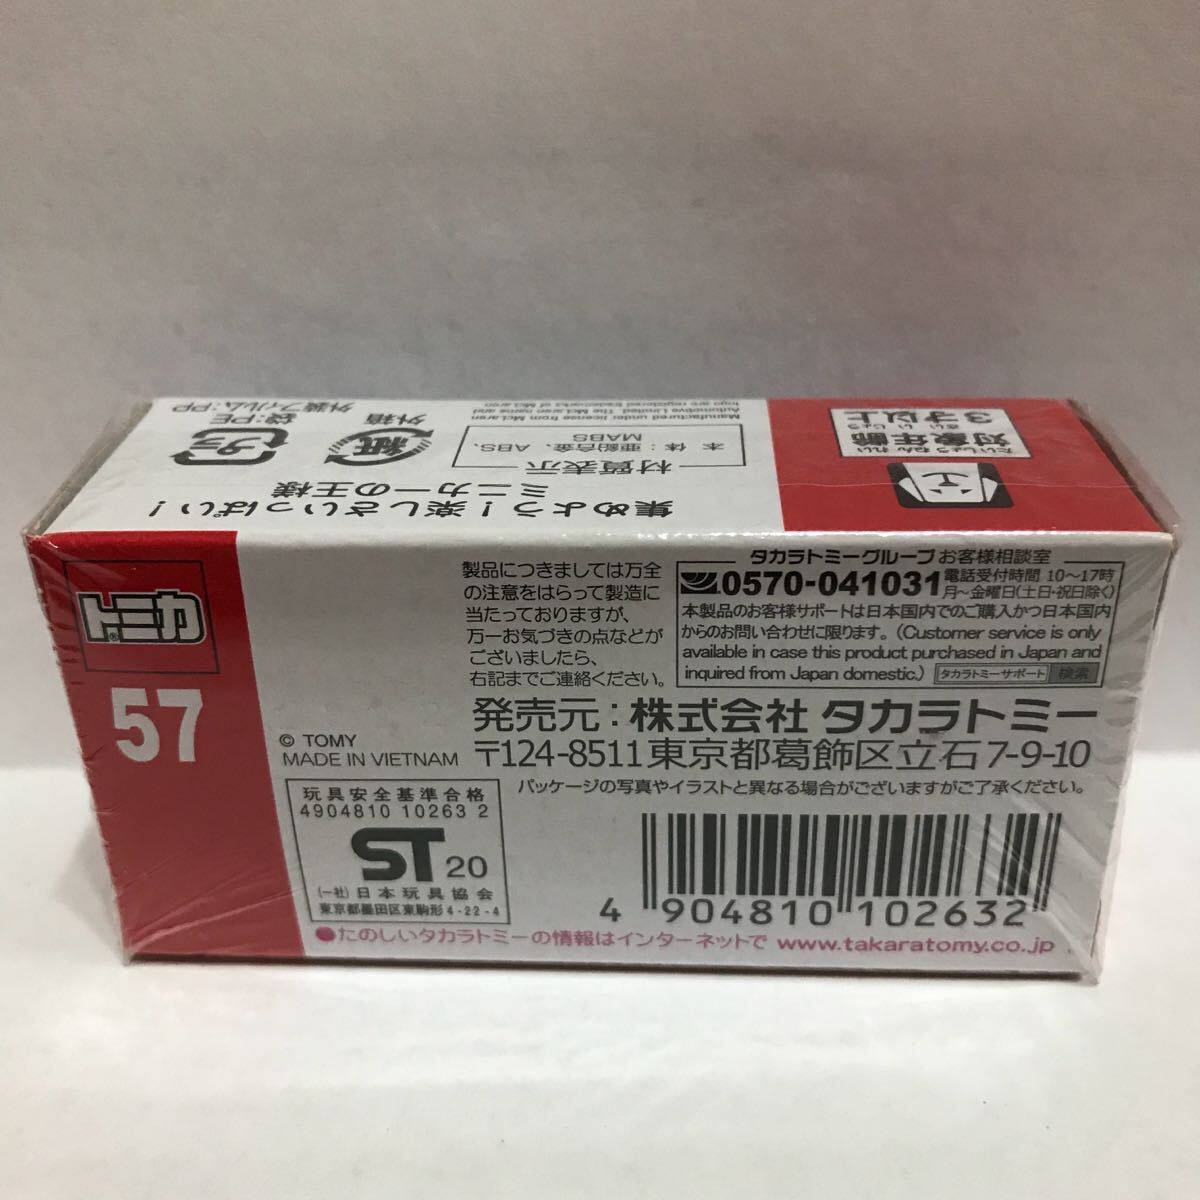 Manufactured under license from McLaren
Automotive Limited. The McLaren name and
logo are registered trademarks of McLaren
材質表示
本体：亜鉛合金、ABS、
MABS
紙
外箱
プラ
袋:PE
外装フィルム:PP
集めよう！楽しさいっぱい！
ミニカーの王様
たいしょうねんれい
対象年齢
さいいじょう
3才以上
トミカ
®
57
© TOMY
MADE IN VIETNAM
製品につきましては万全
の注意をはらって製造に
当たっておりますが、
万一お気づきの点などが
ございましたら、
右記までご連絡ください。
タカラトミーグループ お客様相談室
0570-041031 電話受付時間 10〜17時
月〜金曜日(土日・祝日除く)
本製品のお客様サポートは日本国内でのご購入かつ日本国内
からのお問い合わせに限ります。(Customer service is only
available in case this product purchased in Japan and
inquired from Japan domestic.) タカラトミーサポート 検索
発売元：株式会社 タカラトミー
〒124-8511 東京都葛飾区立石7-9-10
パッケージの写真やイラストと異なる場合がございますがご了承ください。
玩具安全基準合格
4904810 10263 2
ST 20
(一社)日本玩具協会
東京都墨田区東駒形4-22-4
4 904810 102632
●たのしいタカラトミーの情報はインターネットで www.takaratomy.co.jp